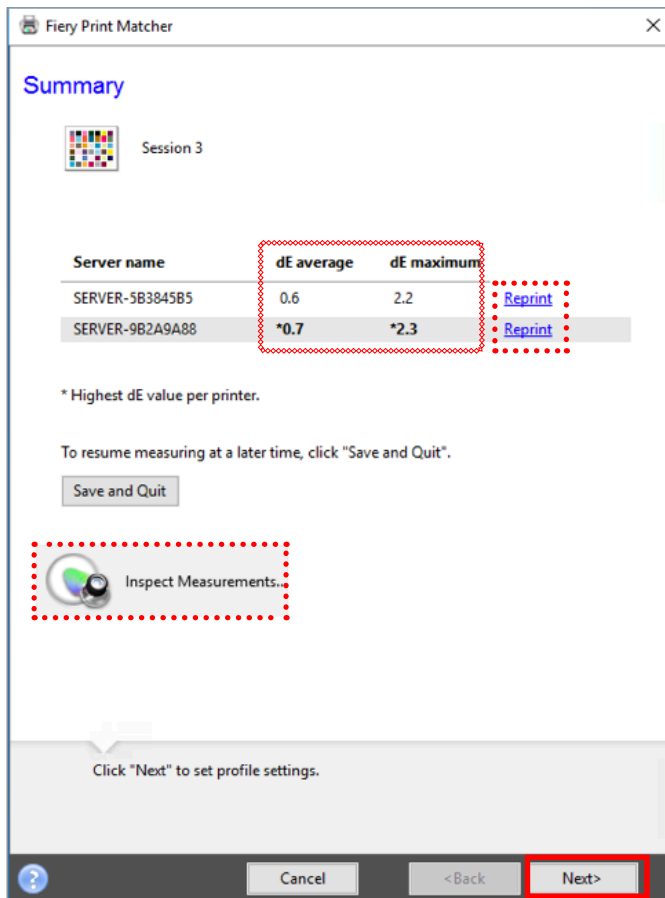 Fiery Print Matcher
Summary
Session 3
Server name dE average dE maximum
SERVER-5B3845B5 0.6 2.2 Reprint
SERVER-9B2A9A88 *0.7 *2.3 Reprint
* Highest dE value per printer.
To resume measuring at a later time, click "Save and Quit".
Save and Quit
Inspect Measurements...
Click "Next" to set profile settings.
? Cancel <Back Next>